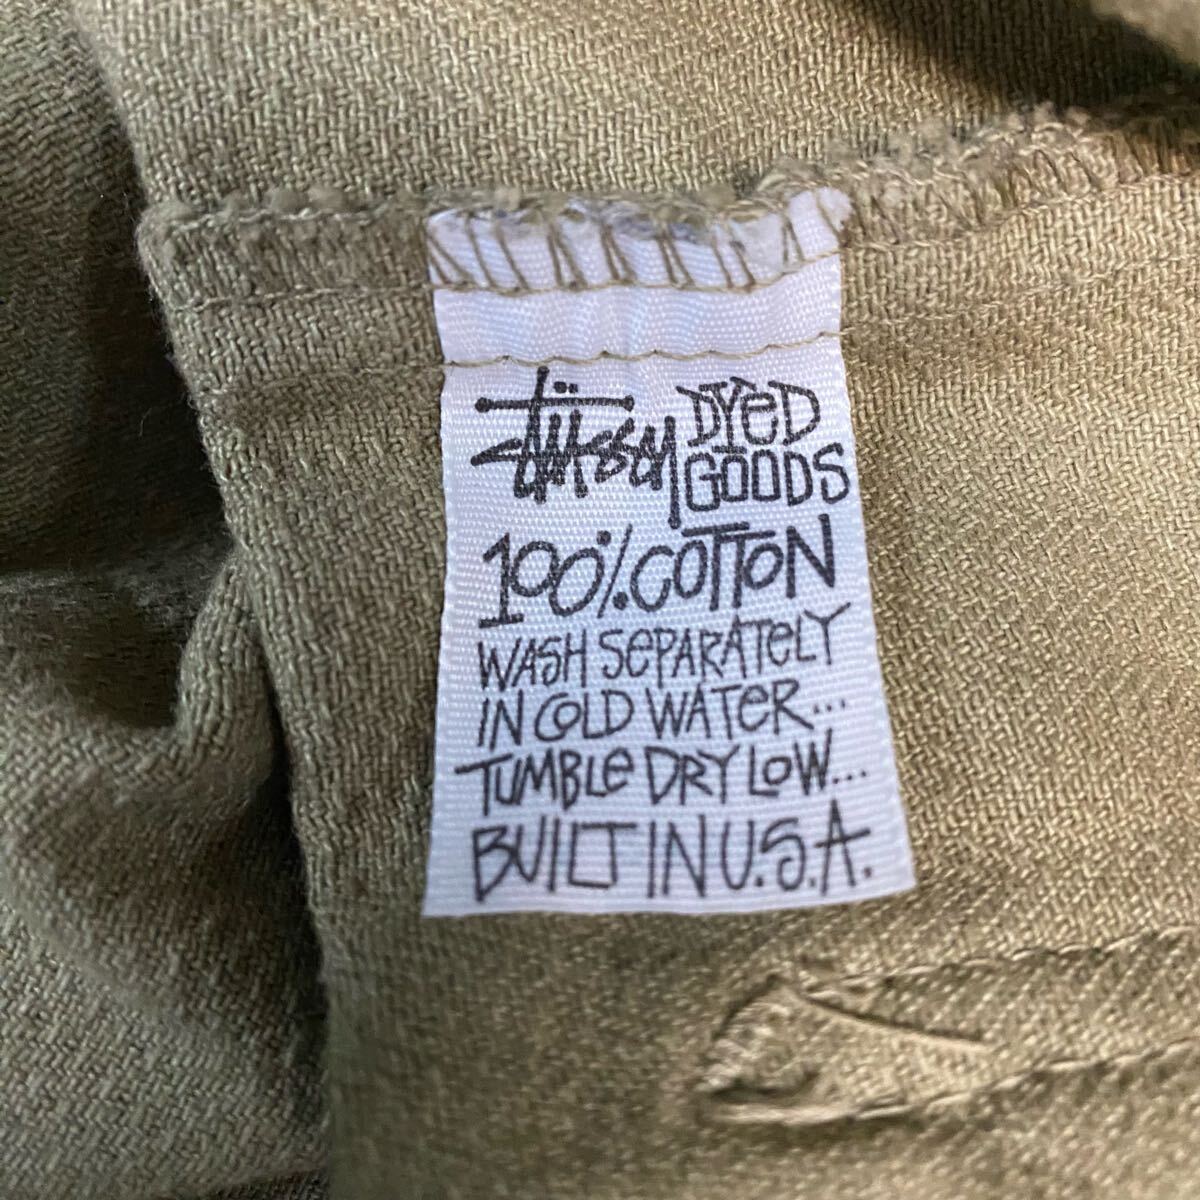 Stüssy DYeD
GOODS
100%.COTTON
WASH SePARATeLY
IN COLD WATeR...
TUMBLe DRY LOW...
BUILT IN U.S.A.